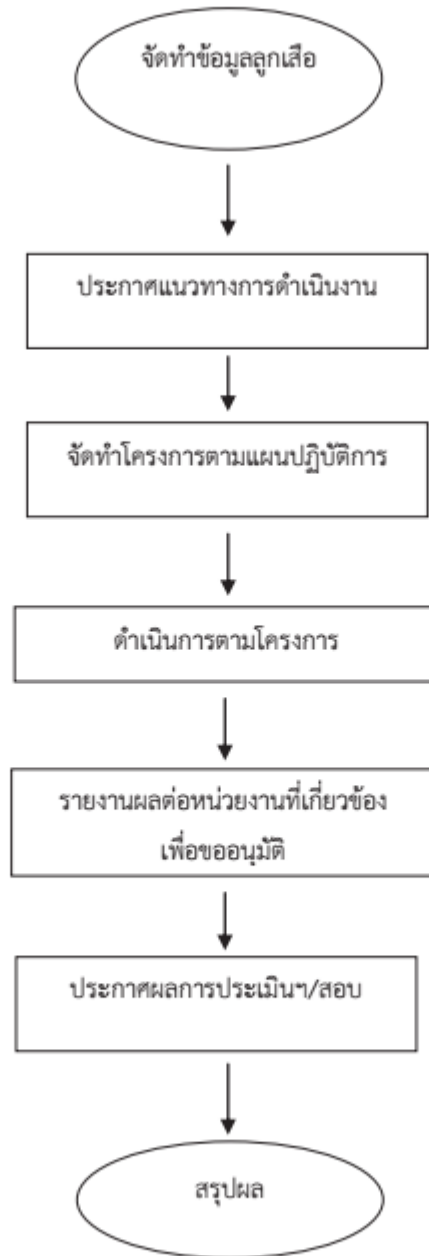 จัดทำข้อมูลลูกเสือ
ประกาศแนวทางการดำเนินงาน
จัดทำโครงการตามแผนปฏิบัติการ
ดำเนินการตามโครงการ
รายงานผลต่อหน่วยงานที่เกี่ยวข้อง
เพื่อขออนุมัติ
ประกาศผลการประเมินฯ/สอบ
สรุปผล